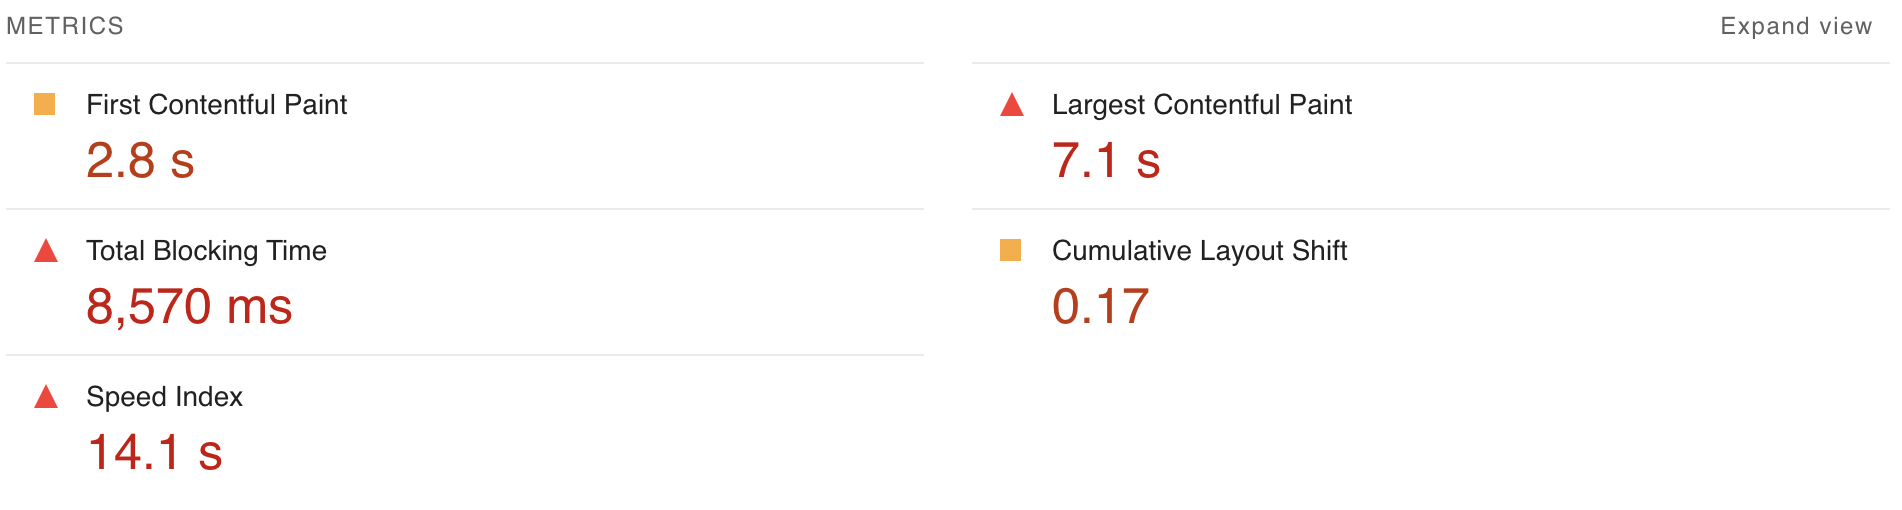 METRICS
Expand view
First Contentful Paint
2.8 s
Largest Contentful Paint
7.1 s
Total Blocking Time
8,570 ms
Cumulative Layout Shift
0.17
Speed Index
14.1 s